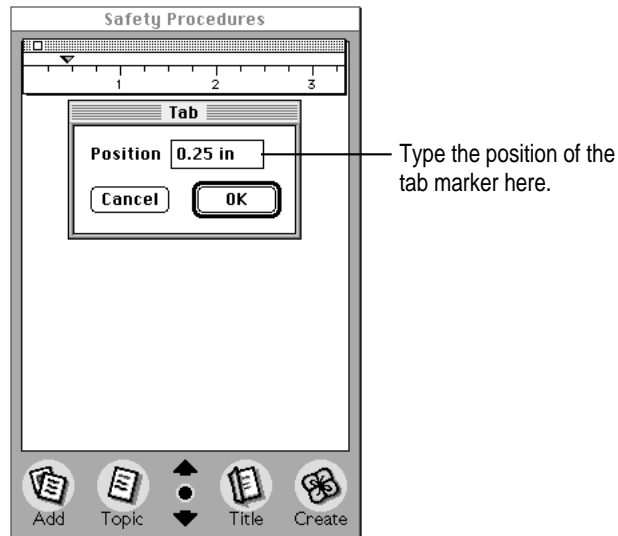 Safety Procedures
1 2 3
Tab
Position 0.25 in
Type the position of the
tab marker here.
Cancel OK
Add Topic Title Create